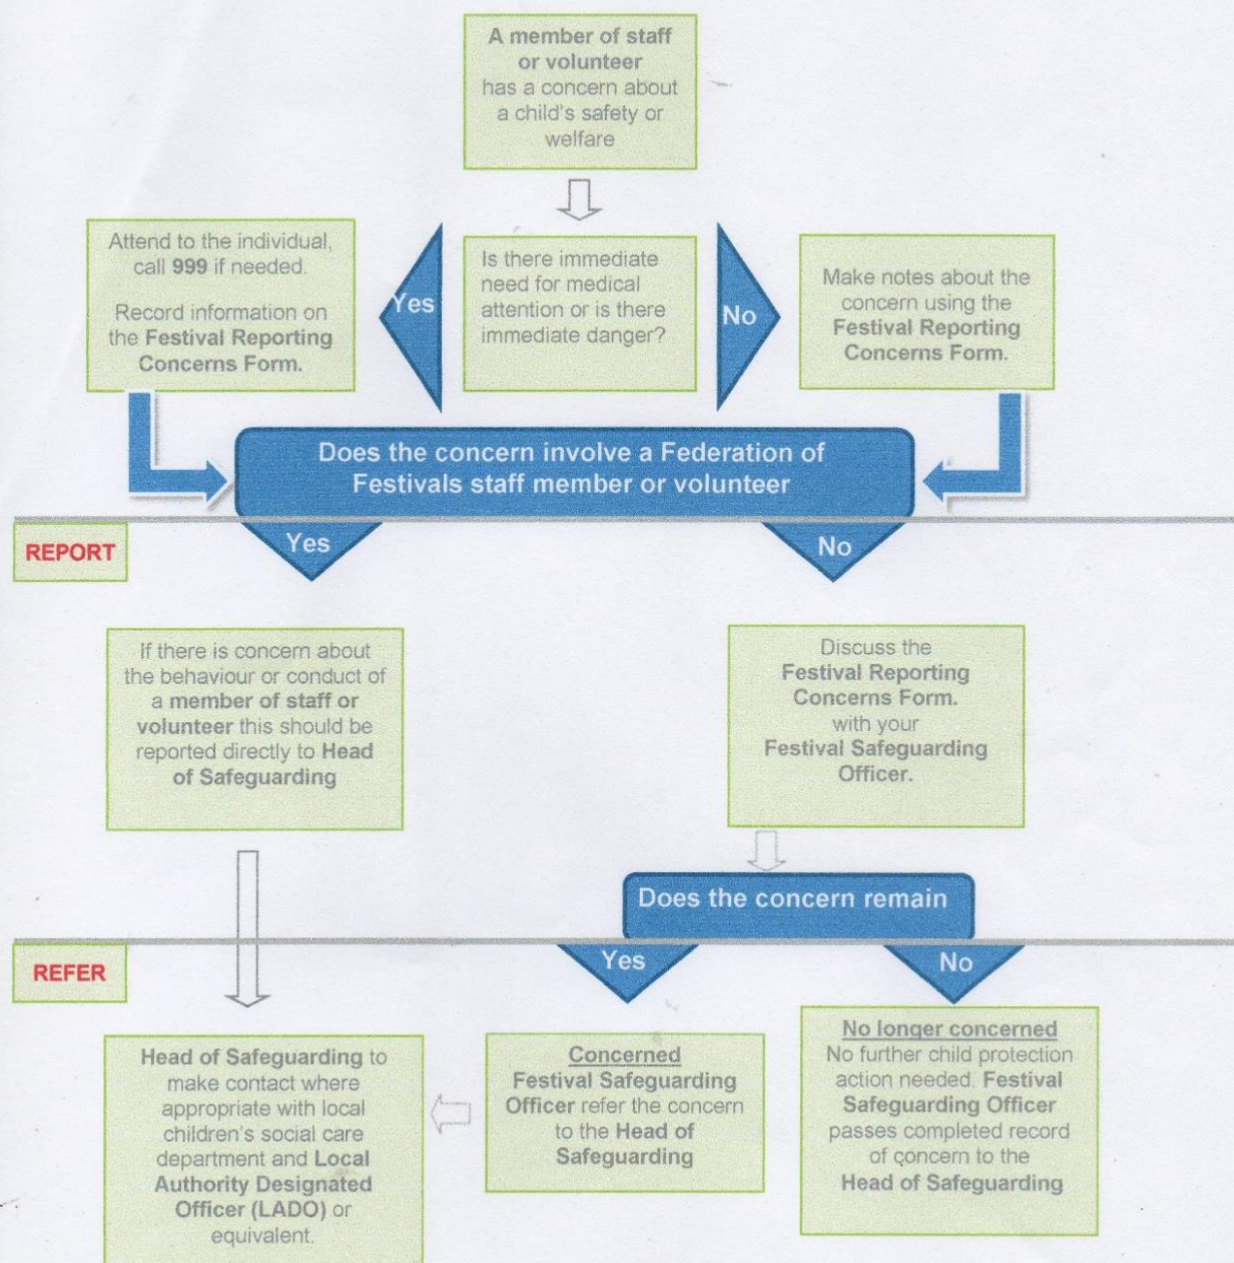 A member of staff
or volunteer
has a concern about
a child's safety or
welfare
Attend to the individual,
call 999 if needed.
Record information on
the Festival Reporting
Concerns Form.
Yes
Is there immediate
need for medical
attention or is there
immediate danger?
No
Make notes about the
concern using the
Festival Reporting
Concerns Form.
Does the concern involve a Federation of
Festivals staff member or volunteer
REPORT
Yes
No
If there is concern about
the behaviour or conduct of
a member of staff or
volunteer this should be
reported directly to Head
of Safeguarding
Discuss the
Festival Reporting
Concerns Form.
with your
Festival Safeguarding
Officer.
Does the concern remain
REFER
Yes
No
Head of Safeguarding to
make contact where
appropriate with local
children's social care
department and Local
Authority Designated
Officer (LADO) or
equivalent.
Concerned
Festival Safeguarding
Officer refer the concern
to the Head of
Safeguarding
No longer concerned
No further child protection
action needed. Festival
Safeguarding Officer
passes completed record
of concern to the
Head of Safeguarding